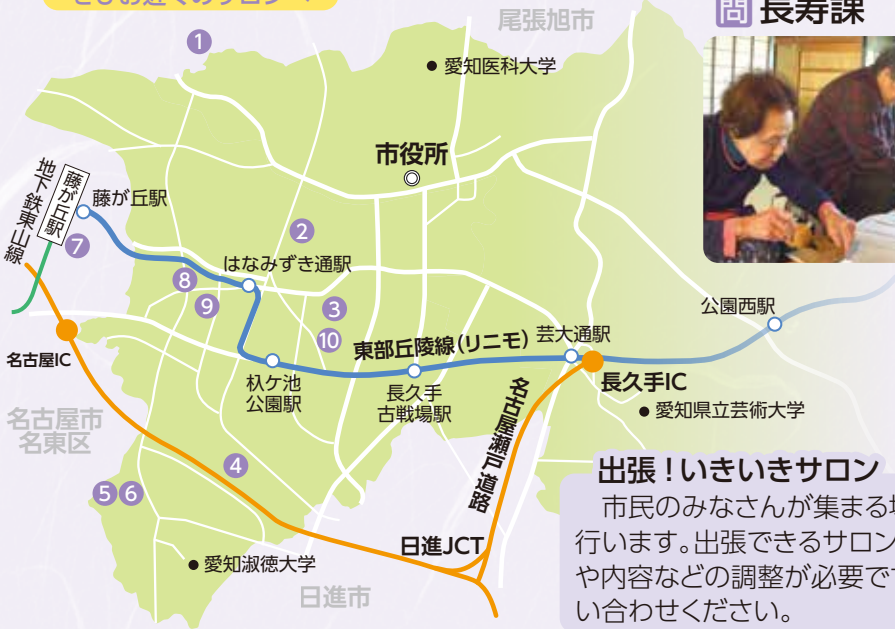 お近くのサロンへ
問 長寿課
尾張旭市
1
愛知医科大学
市役所
地下鉄東山線
藤が丘駅
藤が丘駅
7
2
はなみずき通駅
8
9
3
10
公園西駅
東部丘陵線(リニモ)
芸大通駅
名古屋IC
杁ケ池
公園駅
長久手
古戦場駅
長久手IC
愛知県立芸術大学
名古屋市
名東区
名古屋瀬戸道路
4
5 6
愛知淑徳大学
日進JCT
日進市
出張!いきいきサロン
市民のみなさんが集まる
行います。出張できるサロン
や内容などの調整が必要で
い合わせください。